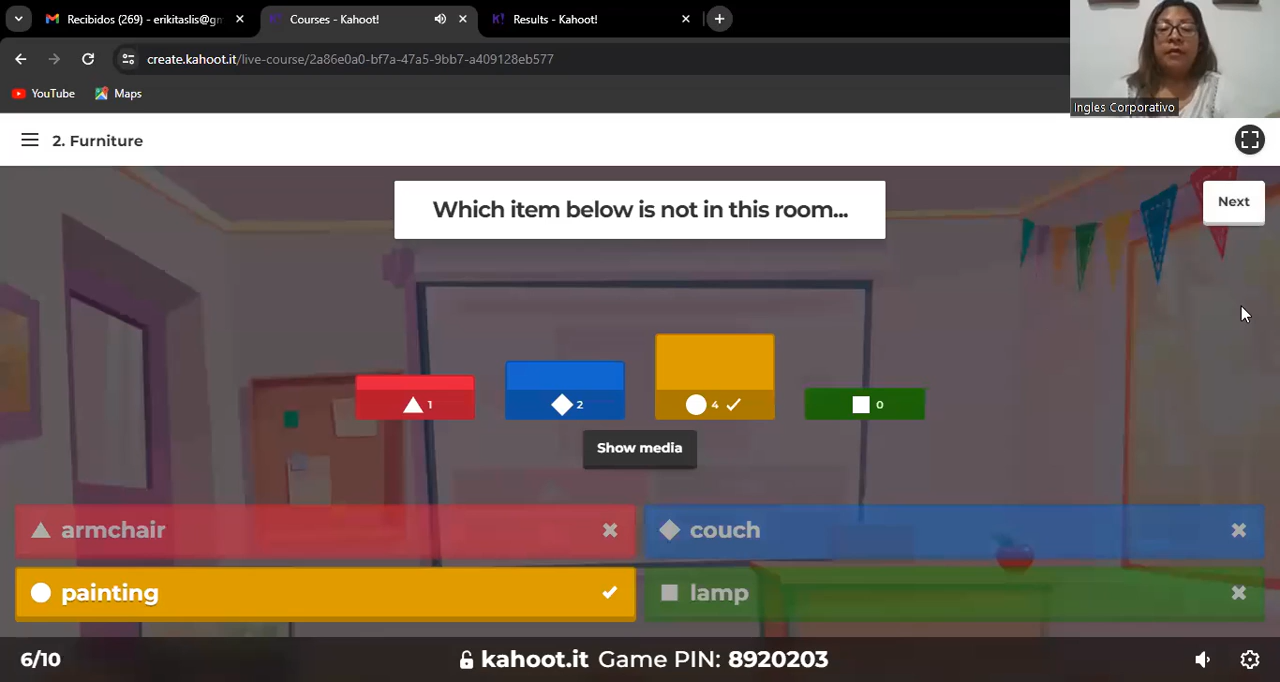 Recibidos (269) - erikitaslis@gm
Courses - Kahoot!
K! Results - Kahoot!
create.kahoot.it/live-course/2a86e0a0-bf7a-47a5-9bb7-a409128eb577
YouTube
Maps
Ingles Corporativo
2. Furniture
Which item below is not in this room...
Next
1
2
4
0
Show media
armchair
couch
painting
lamp
6/10
kahoot.it Game PIN: 8920203